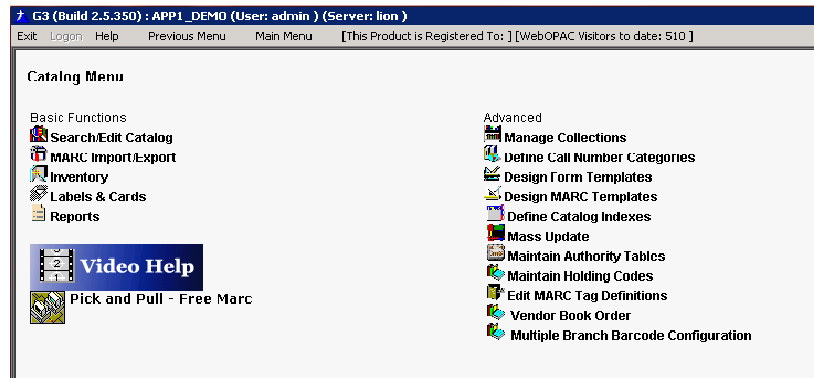 G3 (Build 2.5.350) : APP1_DEMO (User: admin ) (Server: lion )
Exit Logon Help Previous Menu Main Menu [This Product is Registered To: ] [WebOPAC Visitors to date: 510 ]
Catalog Menu
Basic Functions
Search/Edit Catalog
MARC Import/Export
Inventory
Labels & Cards
Reports
2
1
Video Help
Pick and Pull - Free Marc
Advanced
Manage Collections
Define Call Number Categories
Design Form Templates
Design MARC Templates
Define Catalog Indexes
Mass Update
Maintain Authority Tables
Maintain Holding Codes
Edit MARC Tag Definitions
Vendor Book Order
Multiple Branch Barcode Configuration